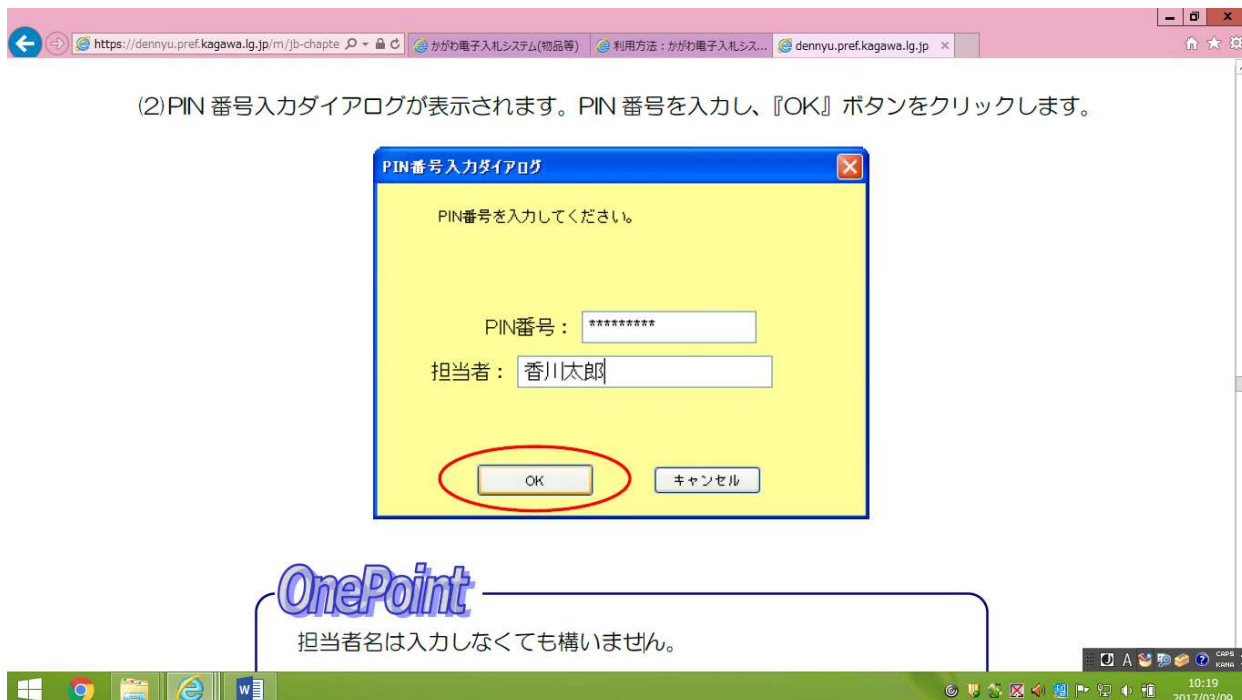 https://dennyu.pref.kagawa.lg.jp/m/jb-chapte
かがわ電子入札システム(物品等)
利用方法：かがわ電子入札シス...
dennyu.pref.kagawa.lg.jp
(2)PIN 番号入力ダイアログが表示されます。PIN 番号を入力し、『OK』ボタンをクリックします。
PIN番号入力ダイアログ
PIN番号を入力してください。
PIN番号： *********
担当者： 香川太郎
OK キャンセル
OnePoint
担当者名は入力しなくても構いません。
A CAPS
KANA
10:19
2017/03/09